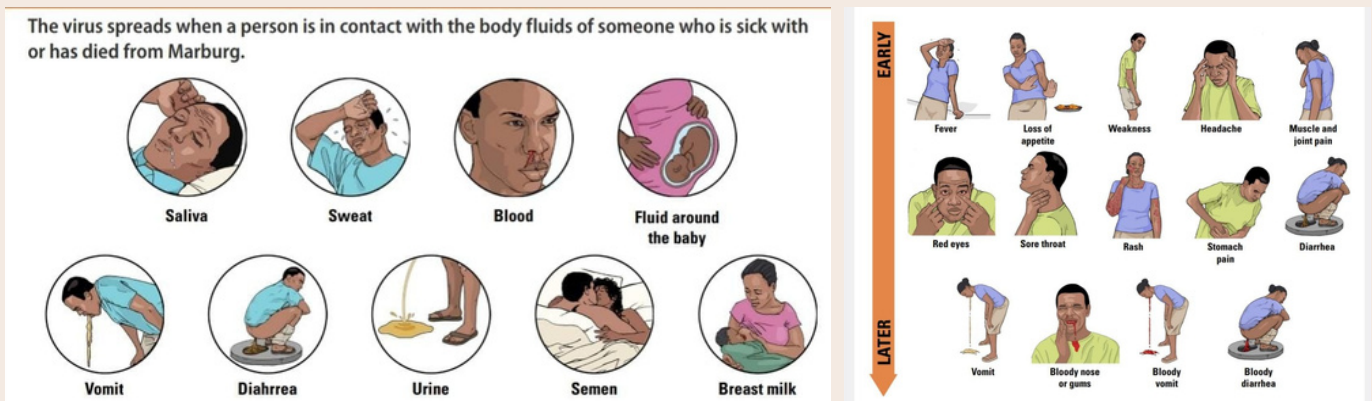 The virus spreads when a person is in contact with the body fluids of someone who is sick with
or has died from Marburg.
Saliva
Sweat
Blood
Fluid around
the baby
Vomit
Diahrrea
Urine
Semen
Breast milk
EARLY
Fever
Loss of
appetite
Weakness
Headache
Muscle and
joint pain
Red eyes
Sore throat
Rash
Stomach
pain
Diarrhea
LATER
Vomit
Bloody nose
or gums
Bloody
vomit
Bloody
diarrhea